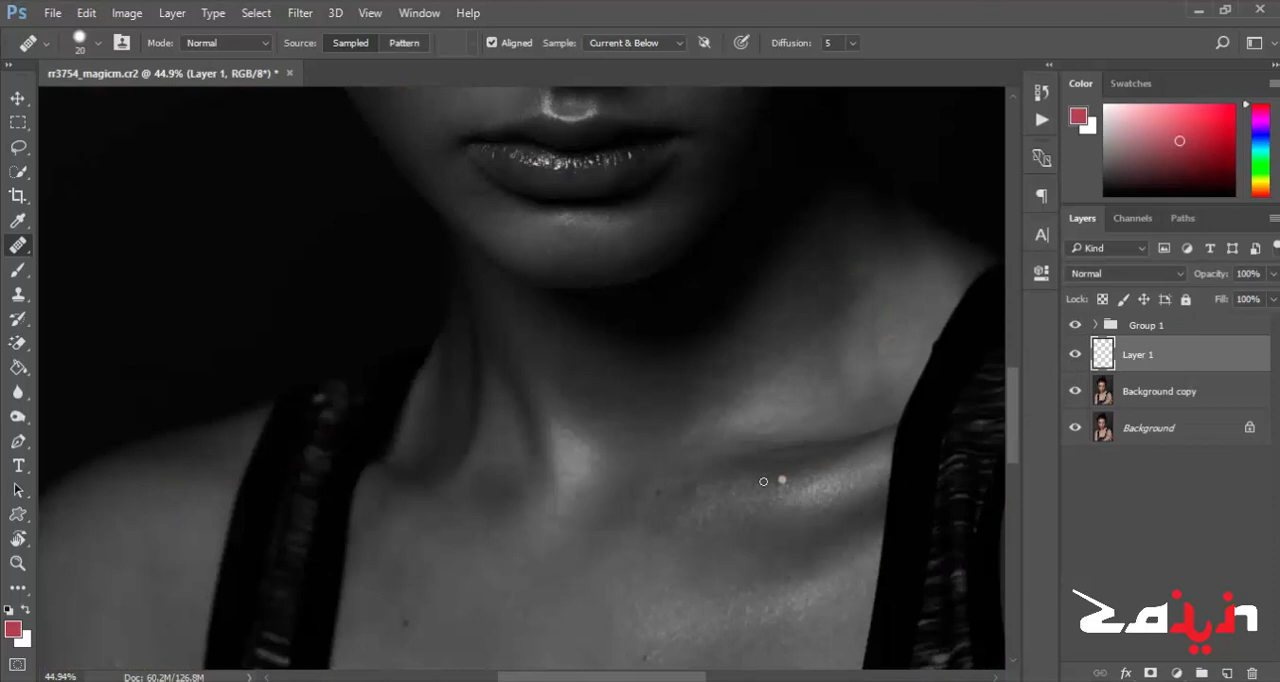 Ps File Edit Image Layer Type Select Filter 3D View Window Help
20 Mode: Normal Source: Sampled Pattern Aligned Sample: Current & Below Diffusion: 5
rr3754_magicm.cr2 @ 44.9% (Layer 1, RGB/8*) *
Color Swatches
Layers Channels Paths
Kind
Normal Opacity: 100%
Lock: Fill: 100%
Group 1
Layer 1
Background copy
Background
zain
44.94% Doc: 60.2M/126.8M